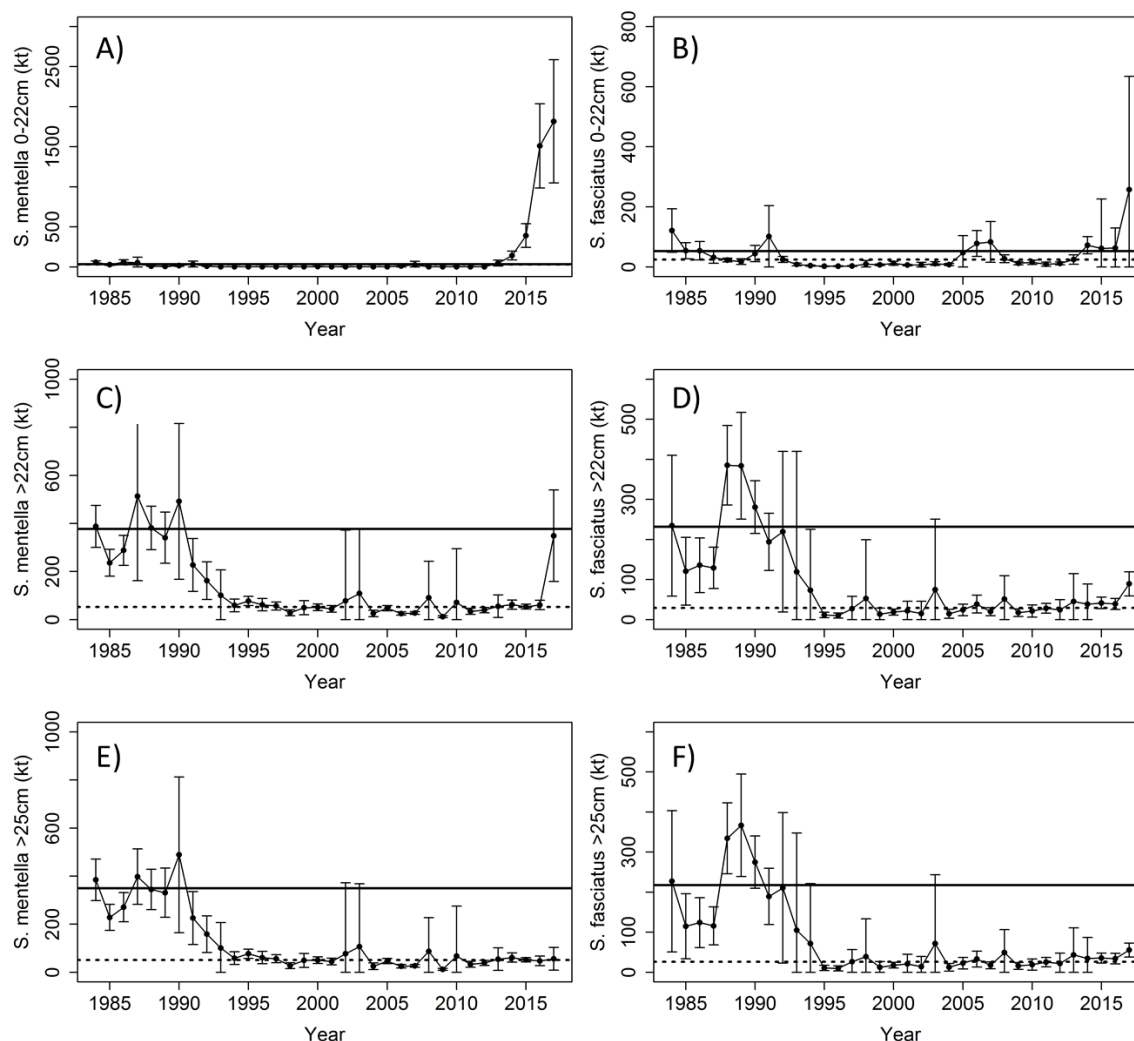 A)
S. mentella 0-22cm (kt)
0 500 1500 2500
1985 1990 1995 2000 2005 2010 2015
Year
B)
S. fasciatus 0-22cm (kt)
0 200 400 600 800
1985 1990 1995 2000 2005 2010 2015
Year
C)
S. mentella >22cm (kt)
0 200 600 1000
1985 1990 1995 2000 2005 2010 2015
Year
D)
S. fasciatus >22cm (kt)
0 100 300 500
1985 1990 1995 2000 2005 2010 2015
Year
E)
S. mentella >25cm (kt)
0 200 600 1000
1985 1990 1995 2000 2005 2010 2015
Year
F)
S. fasciatus >25cm (kt)
0 100 300 500
1985 1990 1995 2000 2005 2010 2015
Year